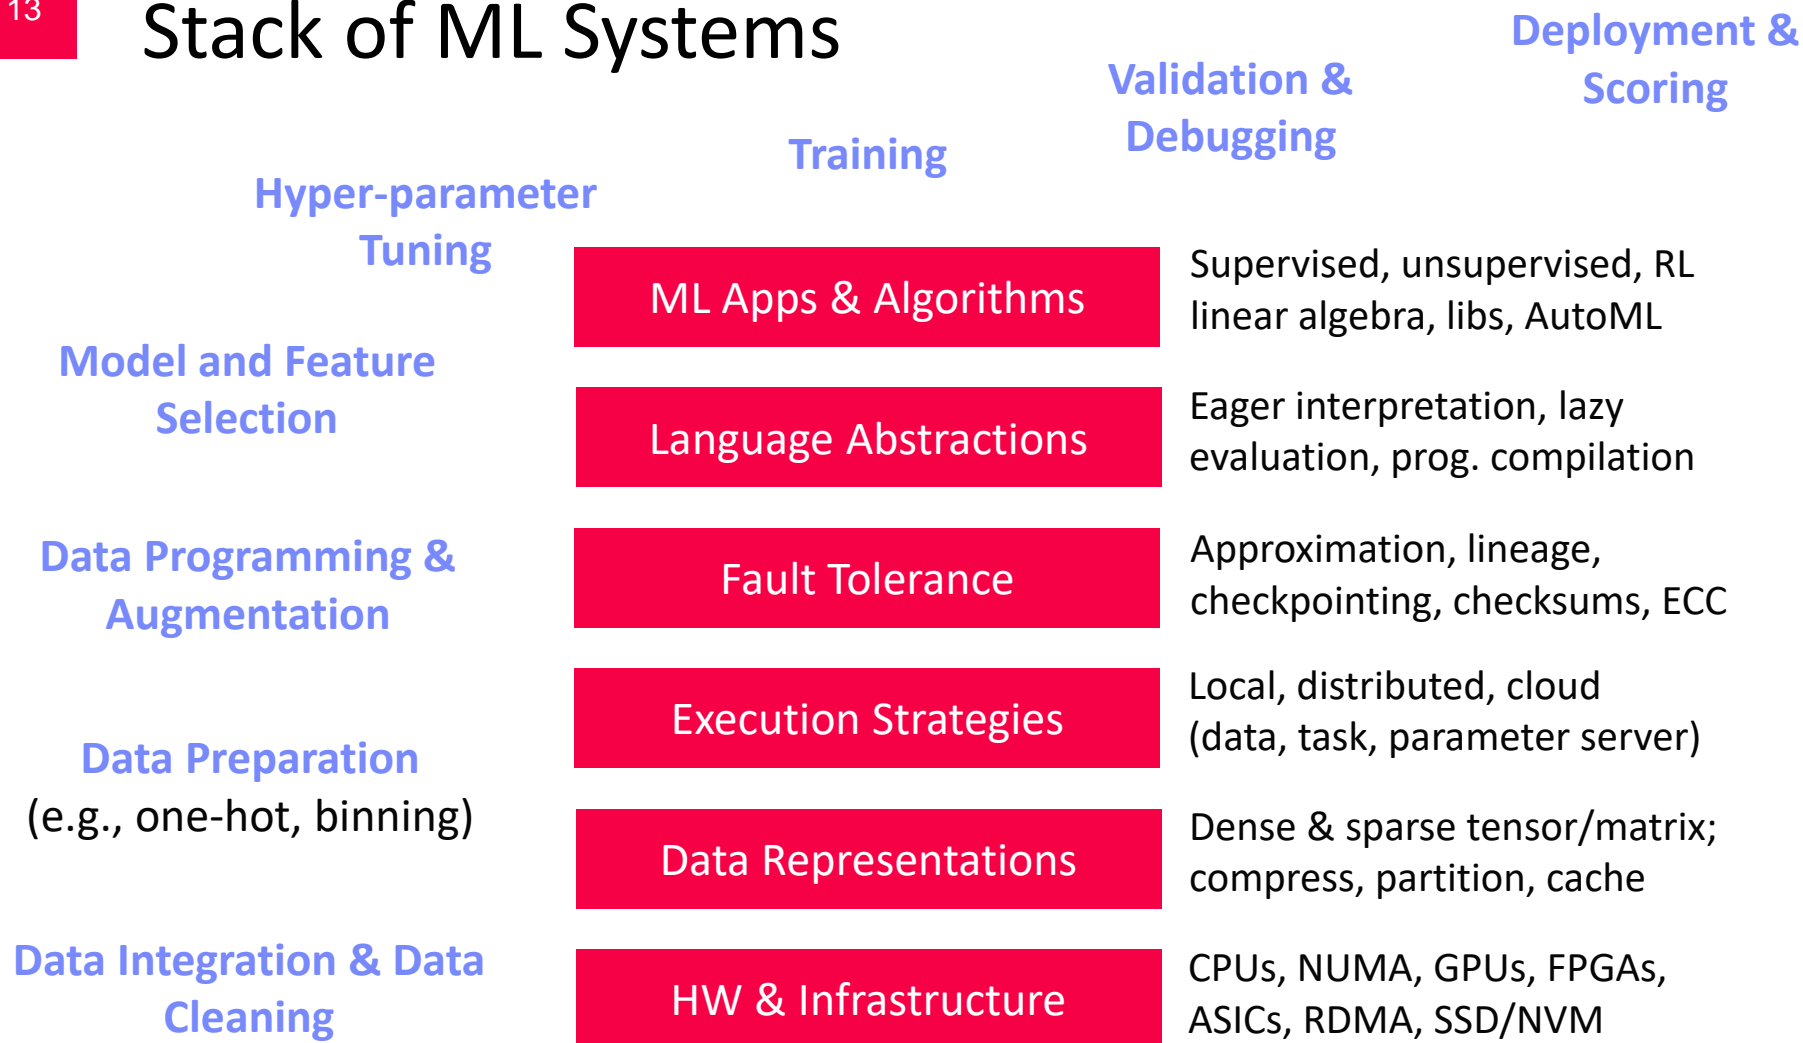 13
Stack of ML Systems
Deployment &
Scoring
Validation &
Debugging
Training
Hyper-parameter
Tuning
Model and Feature
Selection
Data Programming &
Augmentation
Data Preparation
(e.g., one-hot, binning)
Data Integration & Data
Cleaning
ML Apps & Algorithms
Supervised, unsupervised, RL
linear algebra, libs, AutoML
Language Abstractions
Eager interpretation, lazy
evaluation, prog. compilation
Fault Tolerance
Approximation, lineage,
checkpointing, checksums, ECC
Execution Strategies
Local, distributed, cloud
(data, task, parameter server)
Data Representations
Dense & sparse tensor/matrix;
compress, partition, cache
HW & Infrastructure
CPUs, NUMA, GPUs, FPGAs,
ASICs, RDMA, SSD/NVM